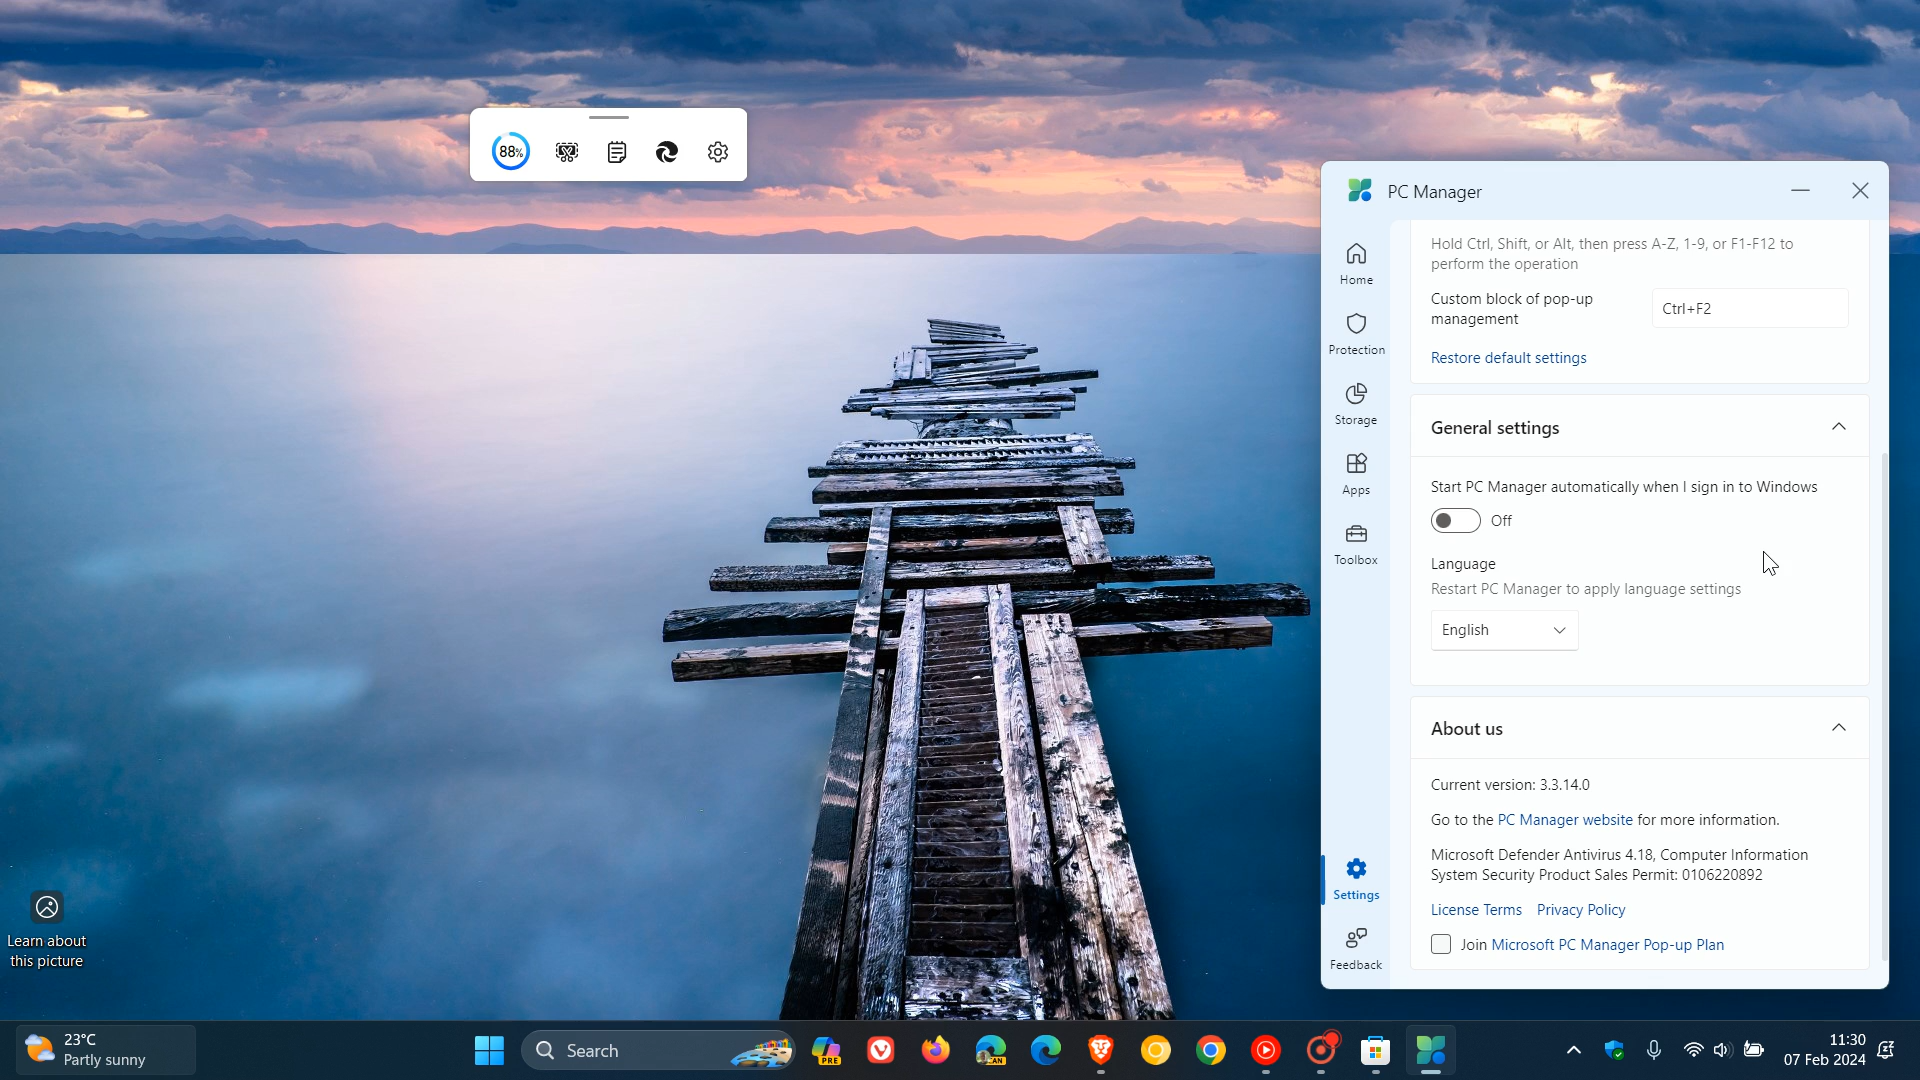 88%
PC Manager
Home
Protection
Storage
Apps
Toolbox
Settings
Feedback
Hold Ctrl, Shift, or Alt, then press A-Z, 1-9, or F1-F12 to
perform the operation
Custom block of pop-up
management
Ctrl+F2
Restore default settings
General settings
Start PC Manager automatically when I sign in to Windows
Off
Language
Restart PC Manager to apply language settings
English
About us
Current version: 3.3.14.0
Go to the PC Manager website for more information.
Microsoft Defender Antivirus 4.18, Computer Information
System Security Product Sales Permit: 0106220892
License Terms Privacy Policy
Join Microsoft PC Manager Pop-up Plan
Learn about
this picture
23°C
Partly sunny
Search
PRE
CAN
11:30
07 Feb 2024